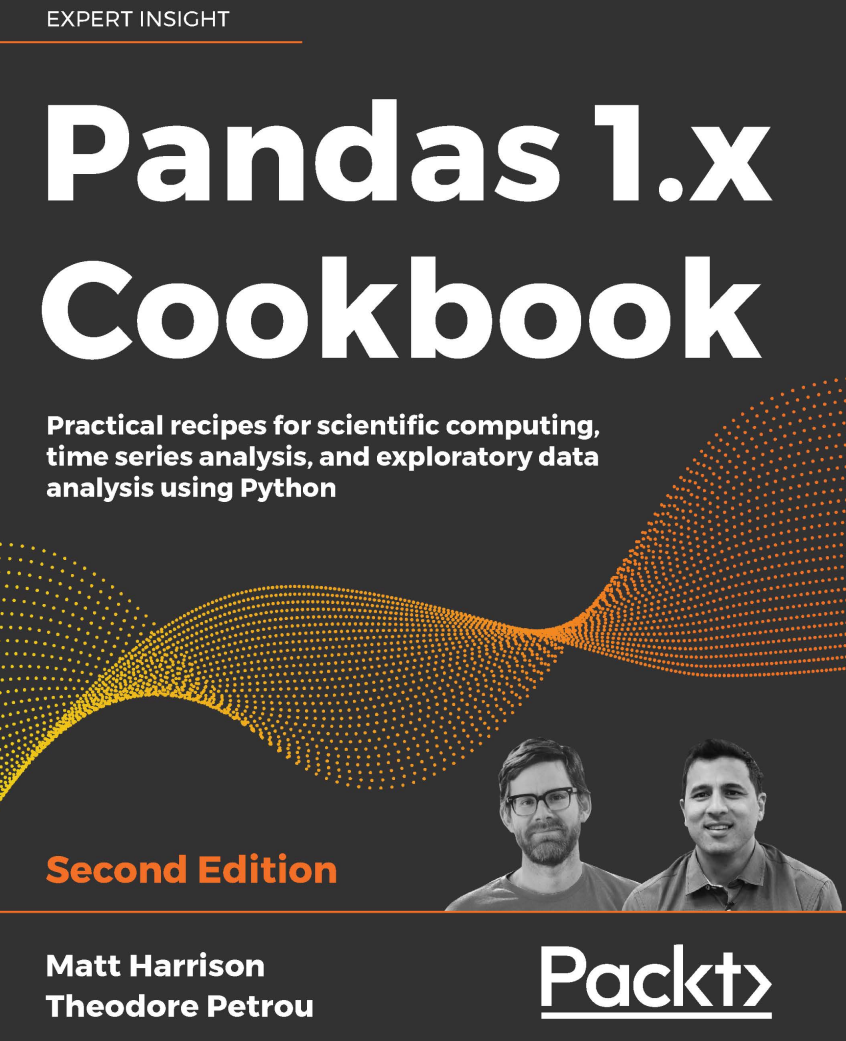 EXPERT INSIGHT
Pandas 1.x
Cookbook
Practical recipes for scientific computing,
time series analysis, and exploratory data
analysis using Python
Second Edition
Matt Harrison
Theodore Petrou
Packt